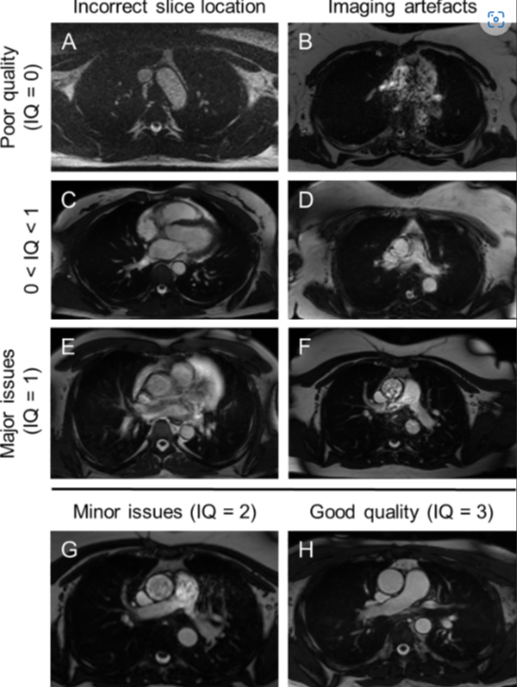 Incorrect slice location
Imaging artefacts
Poor quality
(IQ = 0)
A
B
0 < IQ < 1
C
D
Major issues
(IQ = 1)
E
F
Minor issues (IQ = 2)
Good quality (IQ = 3)
G
H